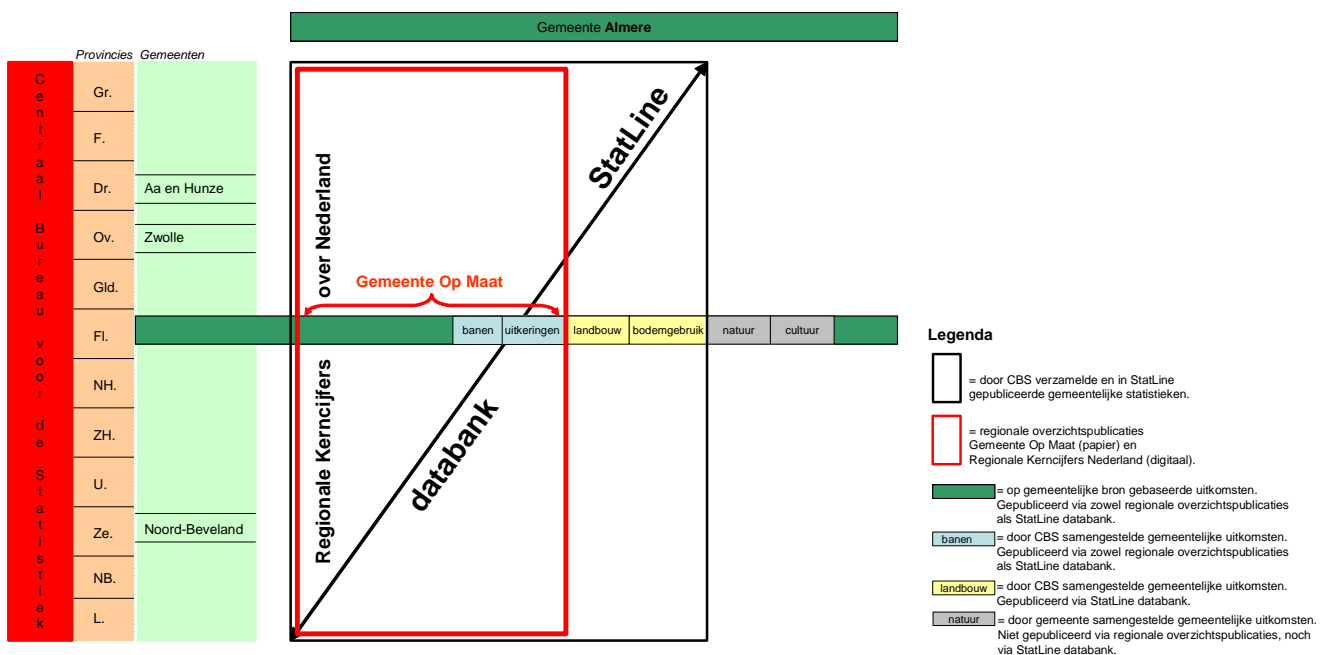 Gemeente Almere
Provincies Gemeenten
Centraal Bureau voor de Statistiek
Gr.
F.
Dr.
Aa en Hunze
Ov.
Zwolle
Gld.
Fl.
NH.
ZH.
U.
Ze.
Noord-Beveland
NB.
L.
Regionale Kerncijfers over Nederland
StatLine databank
Gemeente Op Maat
banen
uitkeringen
landbouw
bodemgebruik
natuur
cultuur
Legenda
= door CBS verzamelde en in StatLine
gepubliceerde gemeentelijke statistieken.
= regionale overzichtspublicaties
Gemeente Op Maat (papier) en
Regionale Kerncijfers Nederland (digitaal).
= op gemeentelijke bron gebaseerde uitkomsten.
Gepubliceerd via zowel regionale overzichtspublicaties
als StatLine databank.
banen = door CBS samengestelde gemeentelijke uitkomsten.
Gepubliceerd via zowel regionale overzichtspublicaties
als StatLine databank.
landbouw = door CBS samengestelde gemeentelijke uitkomsten.
Gepubliceerd via StatLine databank.
natuur = door gemeente samengestelde gemeentelijke uitkomsten.
Niet gepubliceerd via regionale overzichtspublicaties, noch
via StatLine databank.